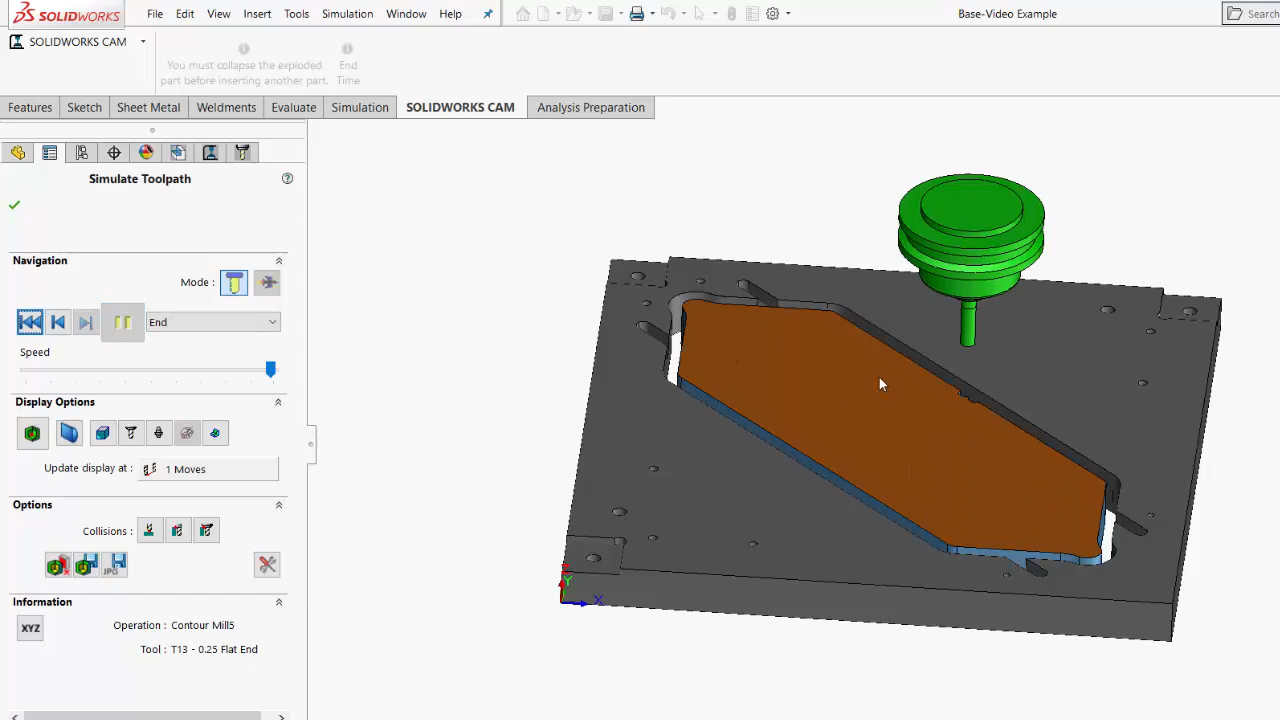 SOLIDWORKS
File Edit View Insert Tools Simulation Window Help
Base-Video Example
Search
SOLIDWORKS CAM
You must collapse the exploded
part before inserting another part.
End
Time
Features Sketch Sheet Metal Weldments Evaluate Simulation SOLIDWORKS CAM Analysis Preparation
Simulate Toolpath
Navigation
Mode :
End
Speed
Display Options
Update display at : 1 Moves
Options
Collisions :
JPG
Information
XYZ
Operation : Contour Mill5
Tool : T13 - 0.25 Flat End
Y
X